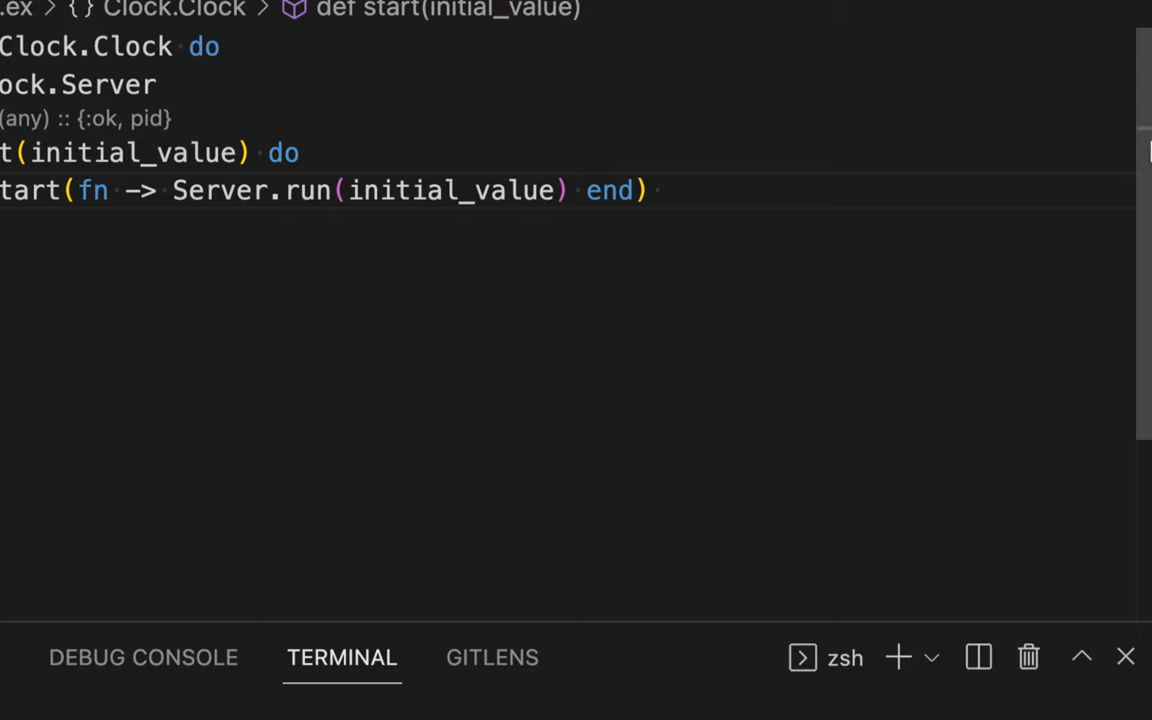 .ex > {} Clock.Clock > def start(initial_value)
Clock.Clock do
ock.Server
(any) :: {:ok, pid}
t(initial_value) do
tart(fn -> Server.run(initial_value) end)
DEBUG CONSOLE TERMINAL GITLENS zsh